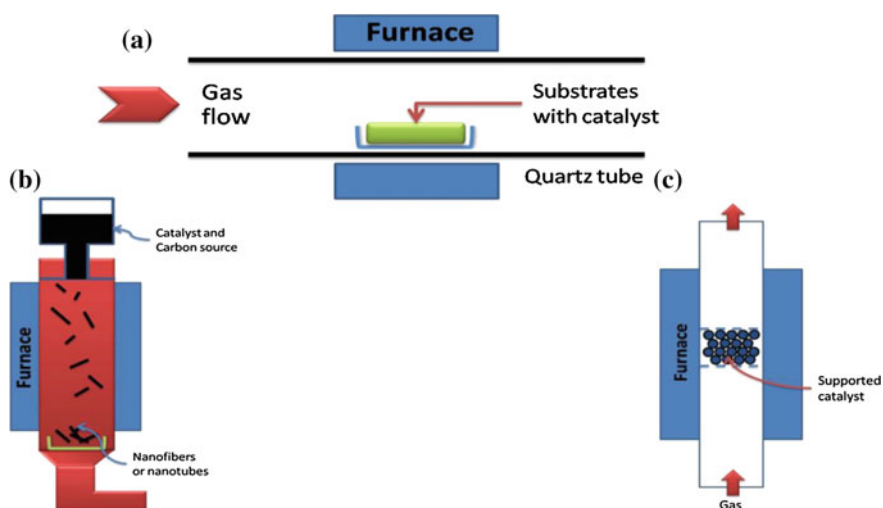 (a)
Furnace
Gas
flow
Substrates
with catalyst
Quartz tube
(b)
Catalyst and
Carbon source
Furnace
Nanofibers
or nanotubes
(c)
Furnace
Supported
catalyst
Gas